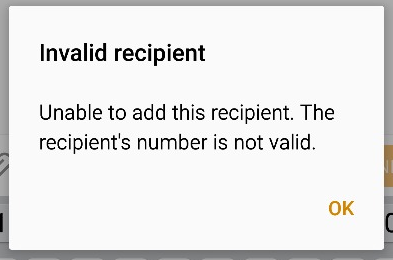 Invalid recipient
Unable to add this recipient. The
recipient's number is not valid.
OK